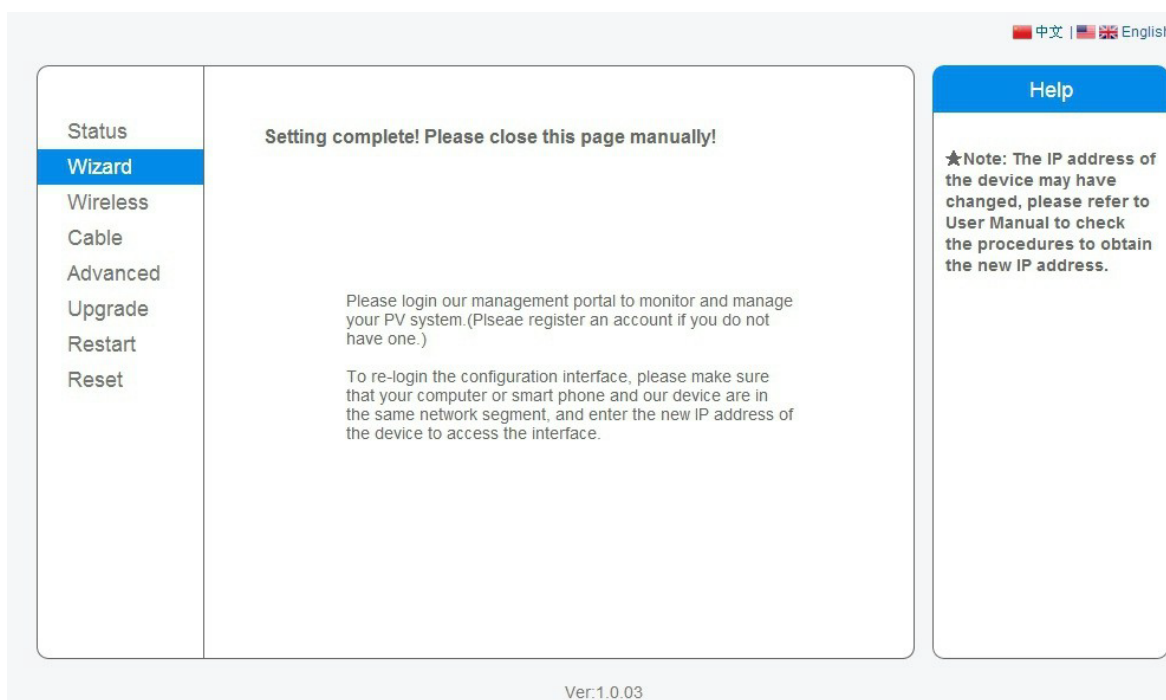 中文 | English
Status
Wizard
Wireless
Cable
Advanced
Upgrade
Restart
Reset
Setting complete! Please close this page manually!
Please login our management portal to monitor and manage
your PV system.(Plseae register an account if you do not
have one.)
To re-login the configuration interface, please make sure
that your computer or smart phone and our device are in
the same network segment, and enter the new IP address of
the device to access the interface.
Help
★Note: The IP address of
the device may have
changed, please refer to
User Manual to check
the procedures to obtain
the new IP address.
Ver:1.0.03